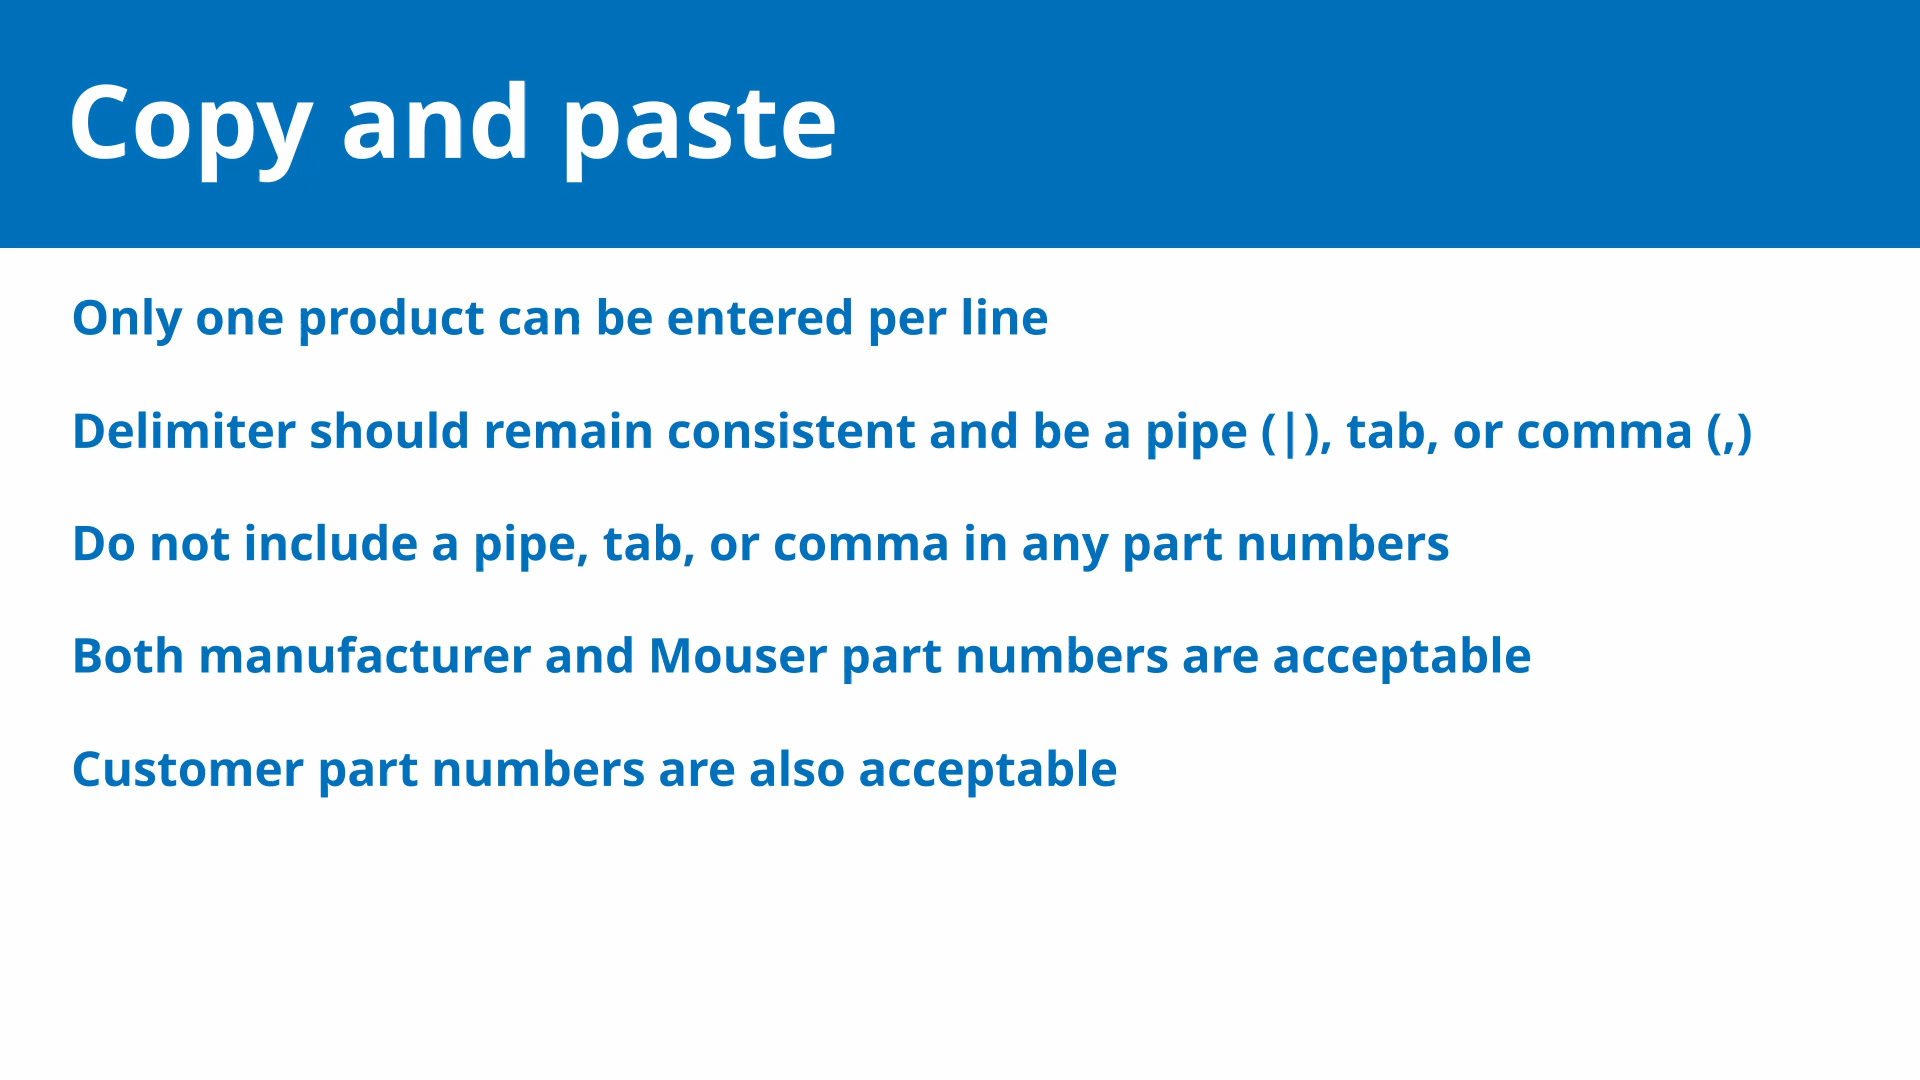 Copy and paste
Only one product can be entered per line
Delimiter should remain consistent and be a pipe (|), tab, or comma (,)
Do not include a pipe, tab, or comma in any part numbers
Both manufacturer and Mouser part numbers are acceptable
Customer part numbers are also acceptable